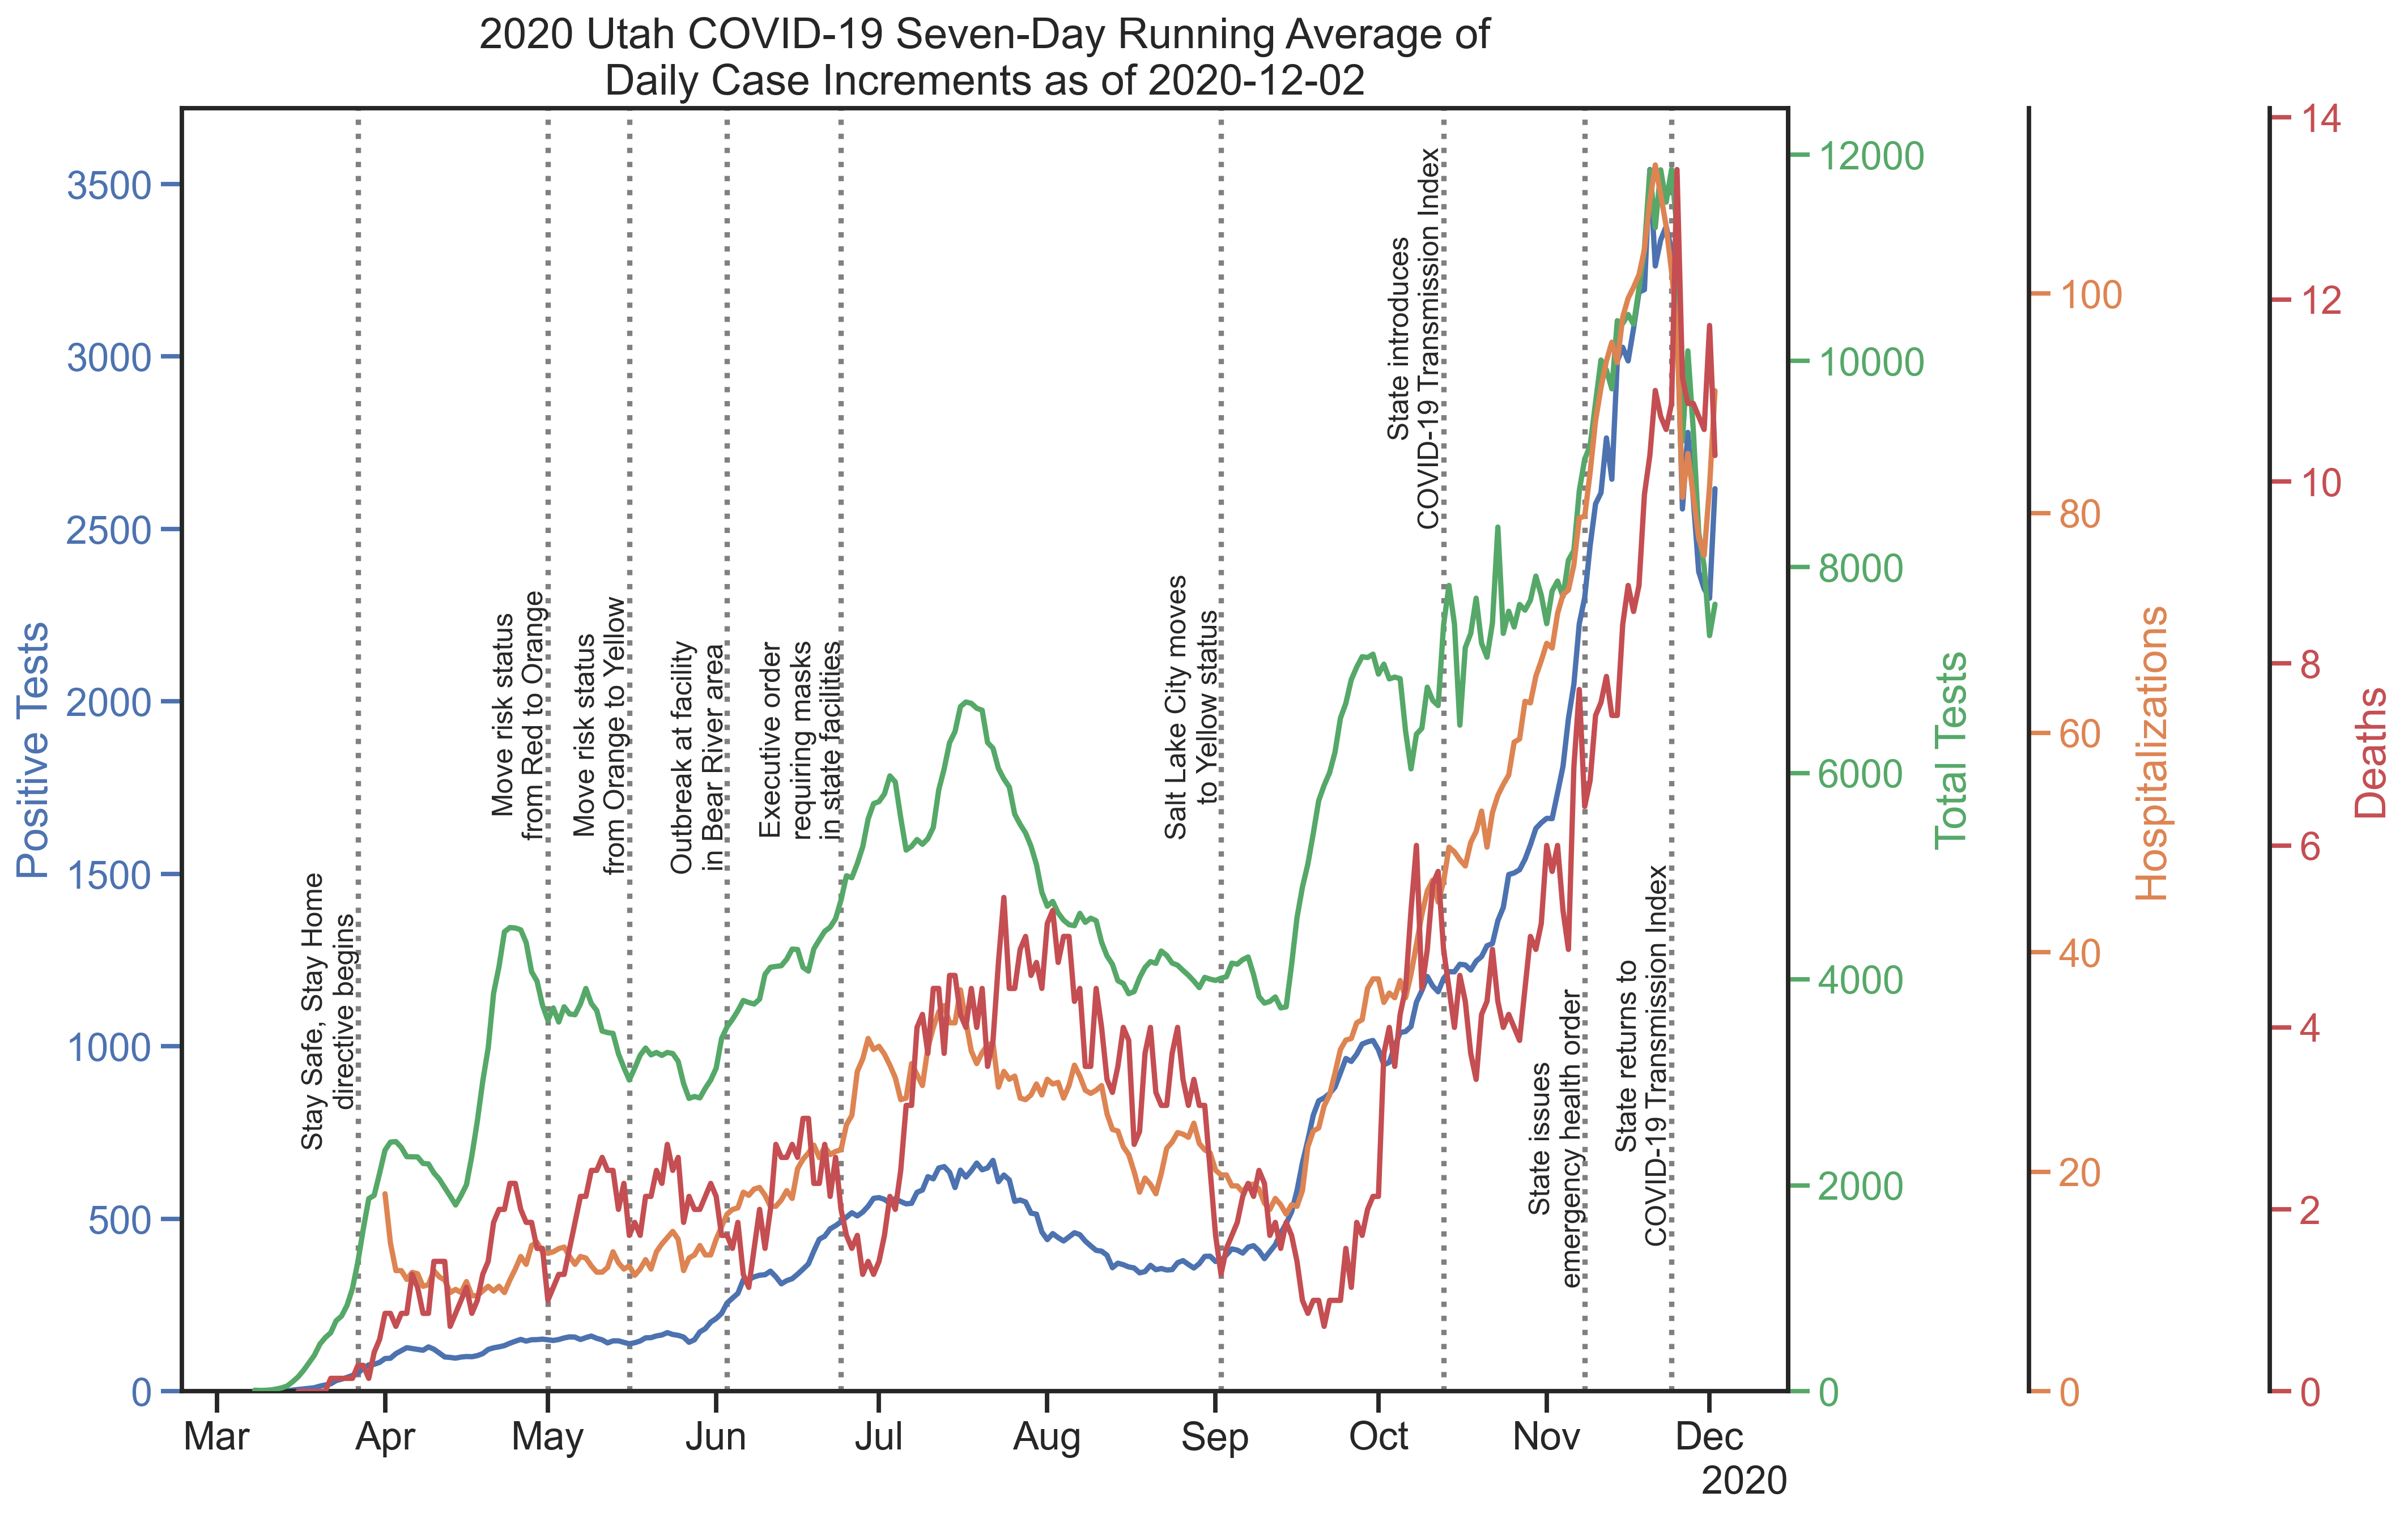 2020 Utah COVID-19 Seven-Day Running Average of
Daily Case Increments as of 2020-12-02
Positive Tests
3500
3000
2500
2000
1500
1000
500
0
Stay Safe, Stay Home
directive begins
Move risk status
from Red to Orange
Move risk status
from Orange to Yellow
Outbreak at facility
in Bear River area
Executive order
requiring masks
in state facilities
Salt Lake City moves
to Yellow status
State introduces
COVID-19 Transmission Index
State issues
emergency health order
State returns to
COVID-19 Transmission Index
Mar
Apr
May
Jun
Jul
Aug
Sep
Oct
Nov
Dec
2020
12000
10000
8000
6000
4000
2000
0
Total Tests
100
80
60
40
20
0
Hospitalizations
14
12
10
8
6
4
2
0
Deaths